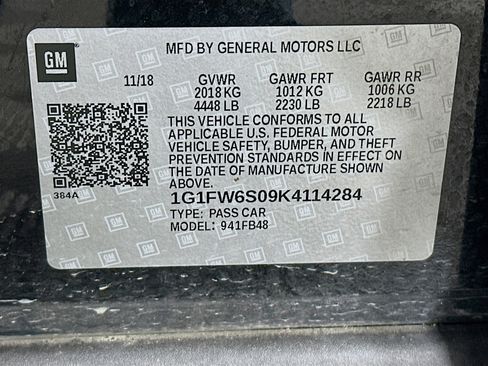 GM
MFD BY GENERAL MOTORS LLC
11/18 GVWR GAWR FRT GAWR RR
2018 KG 1012 KG 1006 KG
4448 LB 2230 LB 2218 LB
THIS VEHICLE CONFORMS TO ALL
APPLICABLE U.S. FEDERAL MOTOR
VEHICLE SAFETY, BUMPER, AND THEFT
PREVENTION STANDARDS IN EFFECT ON
THE DATE OF MANUFACTURE SHOWN
ABOVE.
384A
1G1FW6S09K4114284
TYPE: PASS CAR
MODEL: 941FB48